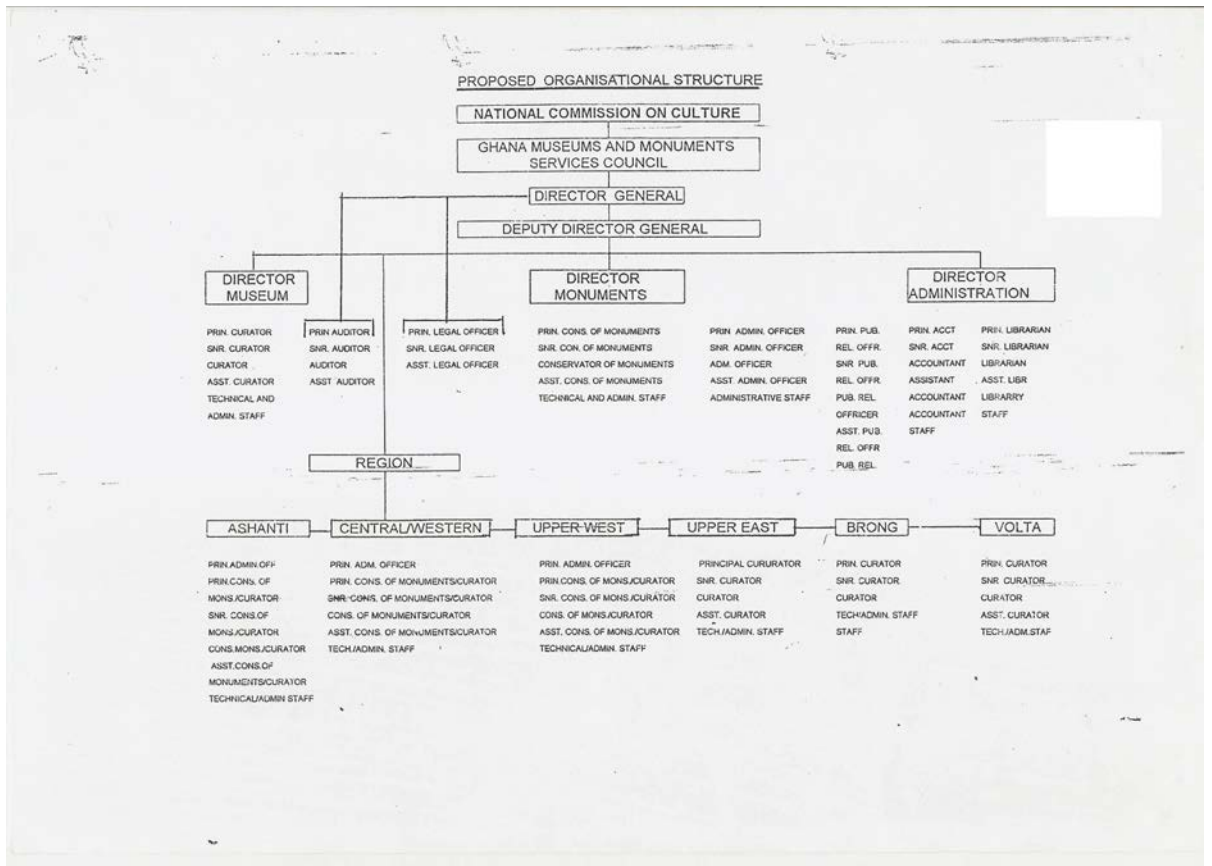 PROPOSED ORGANISATIONAL STRUCTURE
NATIONAL COMMISSION ON CULTURE
GHANA MUSEUMS AND MONUMENTS
SERVICES COUNCIL
DIRECTOR GENERAL
DEPUTY DIRECTOR GENERAL
DIRECTOR
MUSEUM
PRIN. CURATOR
SNR. CURATOR
CURATOR
ASST. CURATOR
TECHNICAL AND
ADMIN. STAFF
PRIN AUDITOR
SNR. AUDITOR
AUDITOR
ASST AUDITOR
PRIN. LEGAL OFFICER
SNR. LEGAL OFFICER
ASST. LEGAL OFFICER
DIRECTOR
MONUMENTS
PRIN. CONS. OF MONUMENTS
SNR. CON. OF MONUMENTS
CONSERVATOR OF MONUMENTS
ASST. CONS. OF MONUMENTS
TECHNICAL AND ADMIN. STAFF
DIRECTOR
ADMINISTRATION
PRIN ADMIN. OFFICER
SNR. ADMIN. OFFICER
ADM. OFFICER
ASST. ADMIN. OFFICER
ADMINISTRATIVE STAFF
PRIN. PUB.
REL. OFFR.
SNR PUB.
REL. OFFR.
PUB. REL.
OFFRICER
ASST. PUB.
REL. OFFR
PUB. REL.
PRIN. ACCT
SNR. ACCT
ACCOUNTANT
ASSISTANT
ACCOUNTANT
ACCOUNTANT
STAFF
PRIN. LIBRARIAN
SNR. LIBRARIAN
LIBRARIAN
ASST. LIBR
LIBRARRY
STAFF
REGION
ASHANTI
PRIN.ADMIN.OFF
PRIN.CONS. OF
MONS./CURATOR
SNR. CONS.OF
MONS./CURATOR
CONS.MONS./CURATOR
ASST.CONS.OF
MONUMENTS/CURATOR
TECHNICAL/ADMIN STAFF
CENTRAL/WESTERN
PRIN. ADM. OFFICER
PRIN. CONS. OF MONUMENTS/CURATOR
SNR. CONS. OF MONUMENTS/CURATOR
CONS. OF MONUMENTS/CURATOR
ASST. CONS. OF MONUMENTS/CURATOR
TECH./ADMIN. STAFF
UPPER WEST
PRIN. ADMIN. OFFICER
PRIN.CONS. OF MONS./CURATOR
SNR. CONS. OF MONS./CURATOR
CONS. OF MONS./CURATOR
ASST. CONS. OF MONS./CURATOR
TECHNICAL/ADMIN. STAFF
UPPER EAST
PRINCIPAL CURURATOR
SNR. CURATOR
CURATOR
ASST. CURATOR
TECH./ADMIN. STAFF
BRONG
PRIN. CURATOR
SNR. CURATOR
CURATOR
TECH/ADMIN. STAFF
STAFF
VOLTA
PRIN. CURATOR
SNR CURATOR
CURATOR
ASST. CURATOR
TECH./ADM.STAF